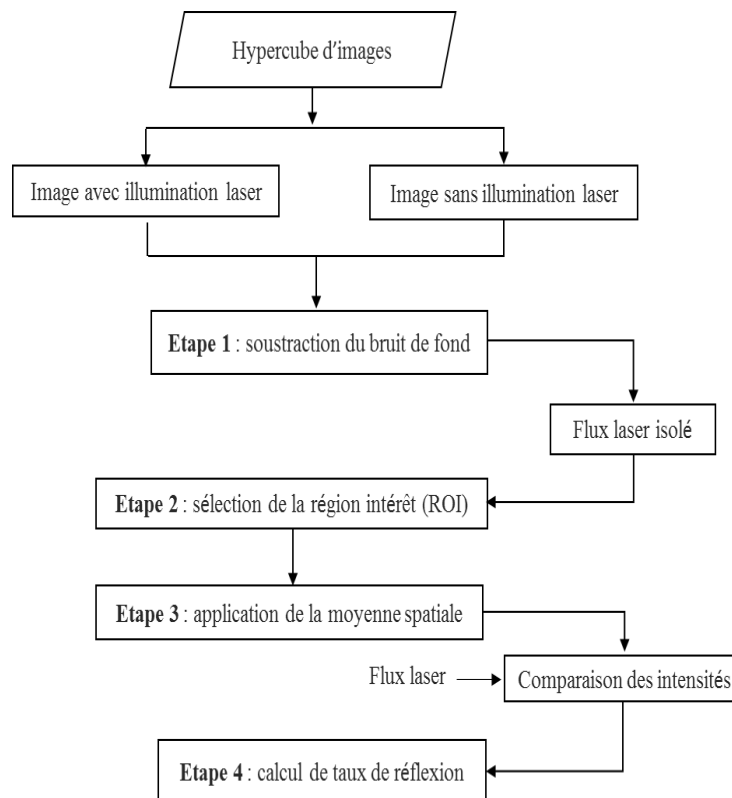 Hypercube d'images
Image avec illumination laser
Image sans illumination laser
Etape 1 : soustraction du bruit de fond
Flux laser isolé
Etape 2 : sélection de la région intérêt (ROI)
Etape 3 : application de la moyenne spatiale
Flux laser
Comparaison des intensités
Etape 4 : calcul de taux de réflexion